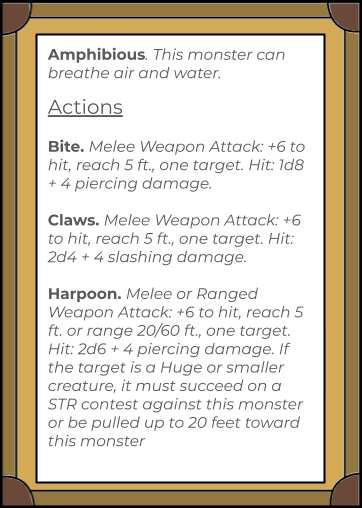 Amphibious. This monster can
breathe air and water.
Actions
Bite. Melee Weapon Attack: +6 to
hit, reach 5 ft., one target. Hit: 1d8
+ 4 piercing damage.
Claws. Melee Weapon Attack: +6
to hit, reach 5 ft., one target. Hit:
2d4 + 4 slashing damage.
Harpoon. Melee or Ranged
Weapon Attack: +6 to hit, reach 5
ft. or range 20/60 ft., one target.
Hit: 2d6 + 4 piercing damage. If
the target is a Huge or smaller
creature, it must succeed on a
STR contest against this monster
or be pulled up to 20 feet toward
this monster